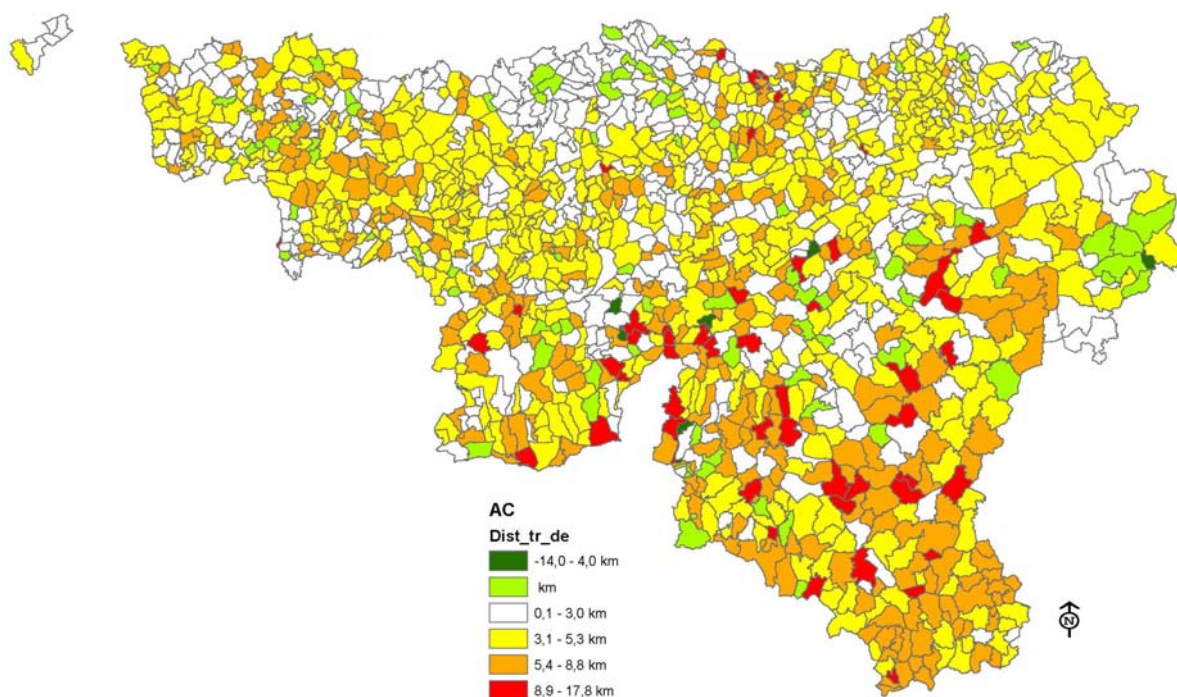 AC
Dist_tr_de
-14,0 - 4,0 km
km
0,1 - 3,0 km
3,1 - 5,3 km
5,4 - 8,8 km
8,9 - 17,8 km
N